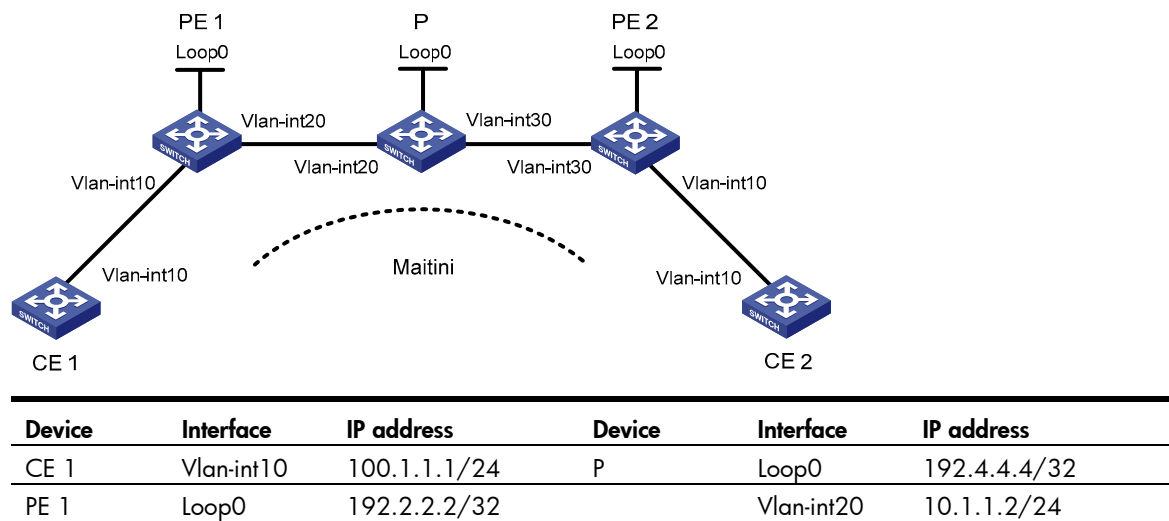 PE 1 P PE 2
Loop0 Loop0 Loop0
Vlan-int20 Vlan-int30
SWITCH SWITCH SWITCH
Vlan-int20 Vlan-int30
Vlan-int10 Vlan-int10
Maitini
Vlan-int10 Vlan-int10
SWITCH SWITCH
CE 1 CE 2
Device Interface IP address Device Interface IP address
CE 1 Vlan-int10 100.1.1.1/24 P Loop0 192.4.4.4/32
PE 1 Loop0 192.2.2.2/32 Vlan-int20 10.1.1.2/24